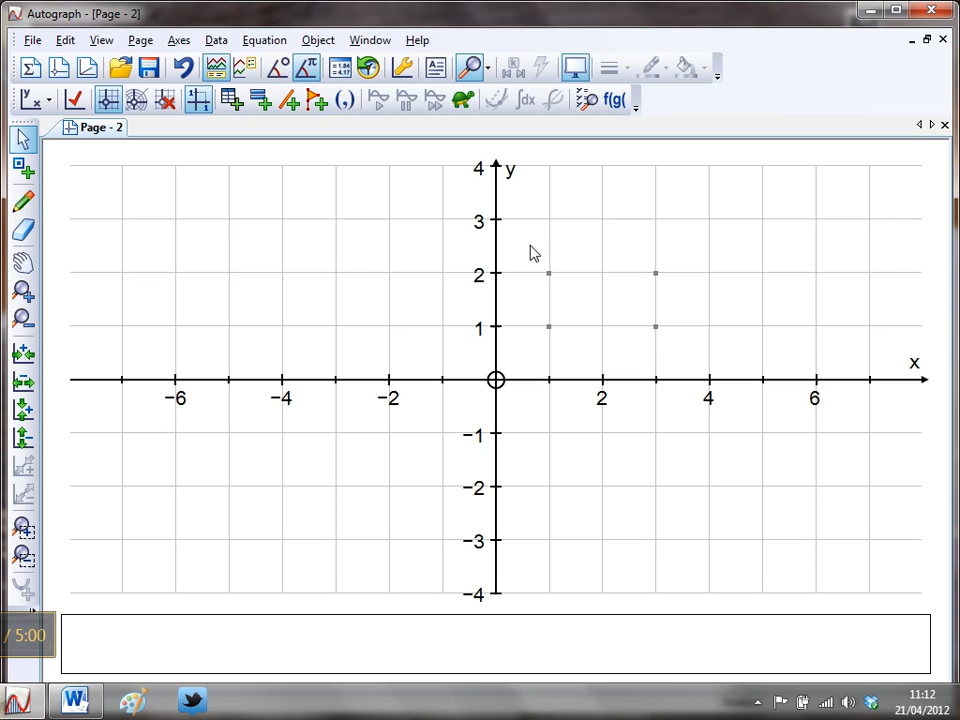 Autograph - [Page - 2]
File Edit View Page Axes Data Equation Object Window Help
Page - 2
4 y
3
2
1
x
−6 −4 −2 2 4 6
−1
−2
−3
−4
/ 5:00
11:12
21/04/2012